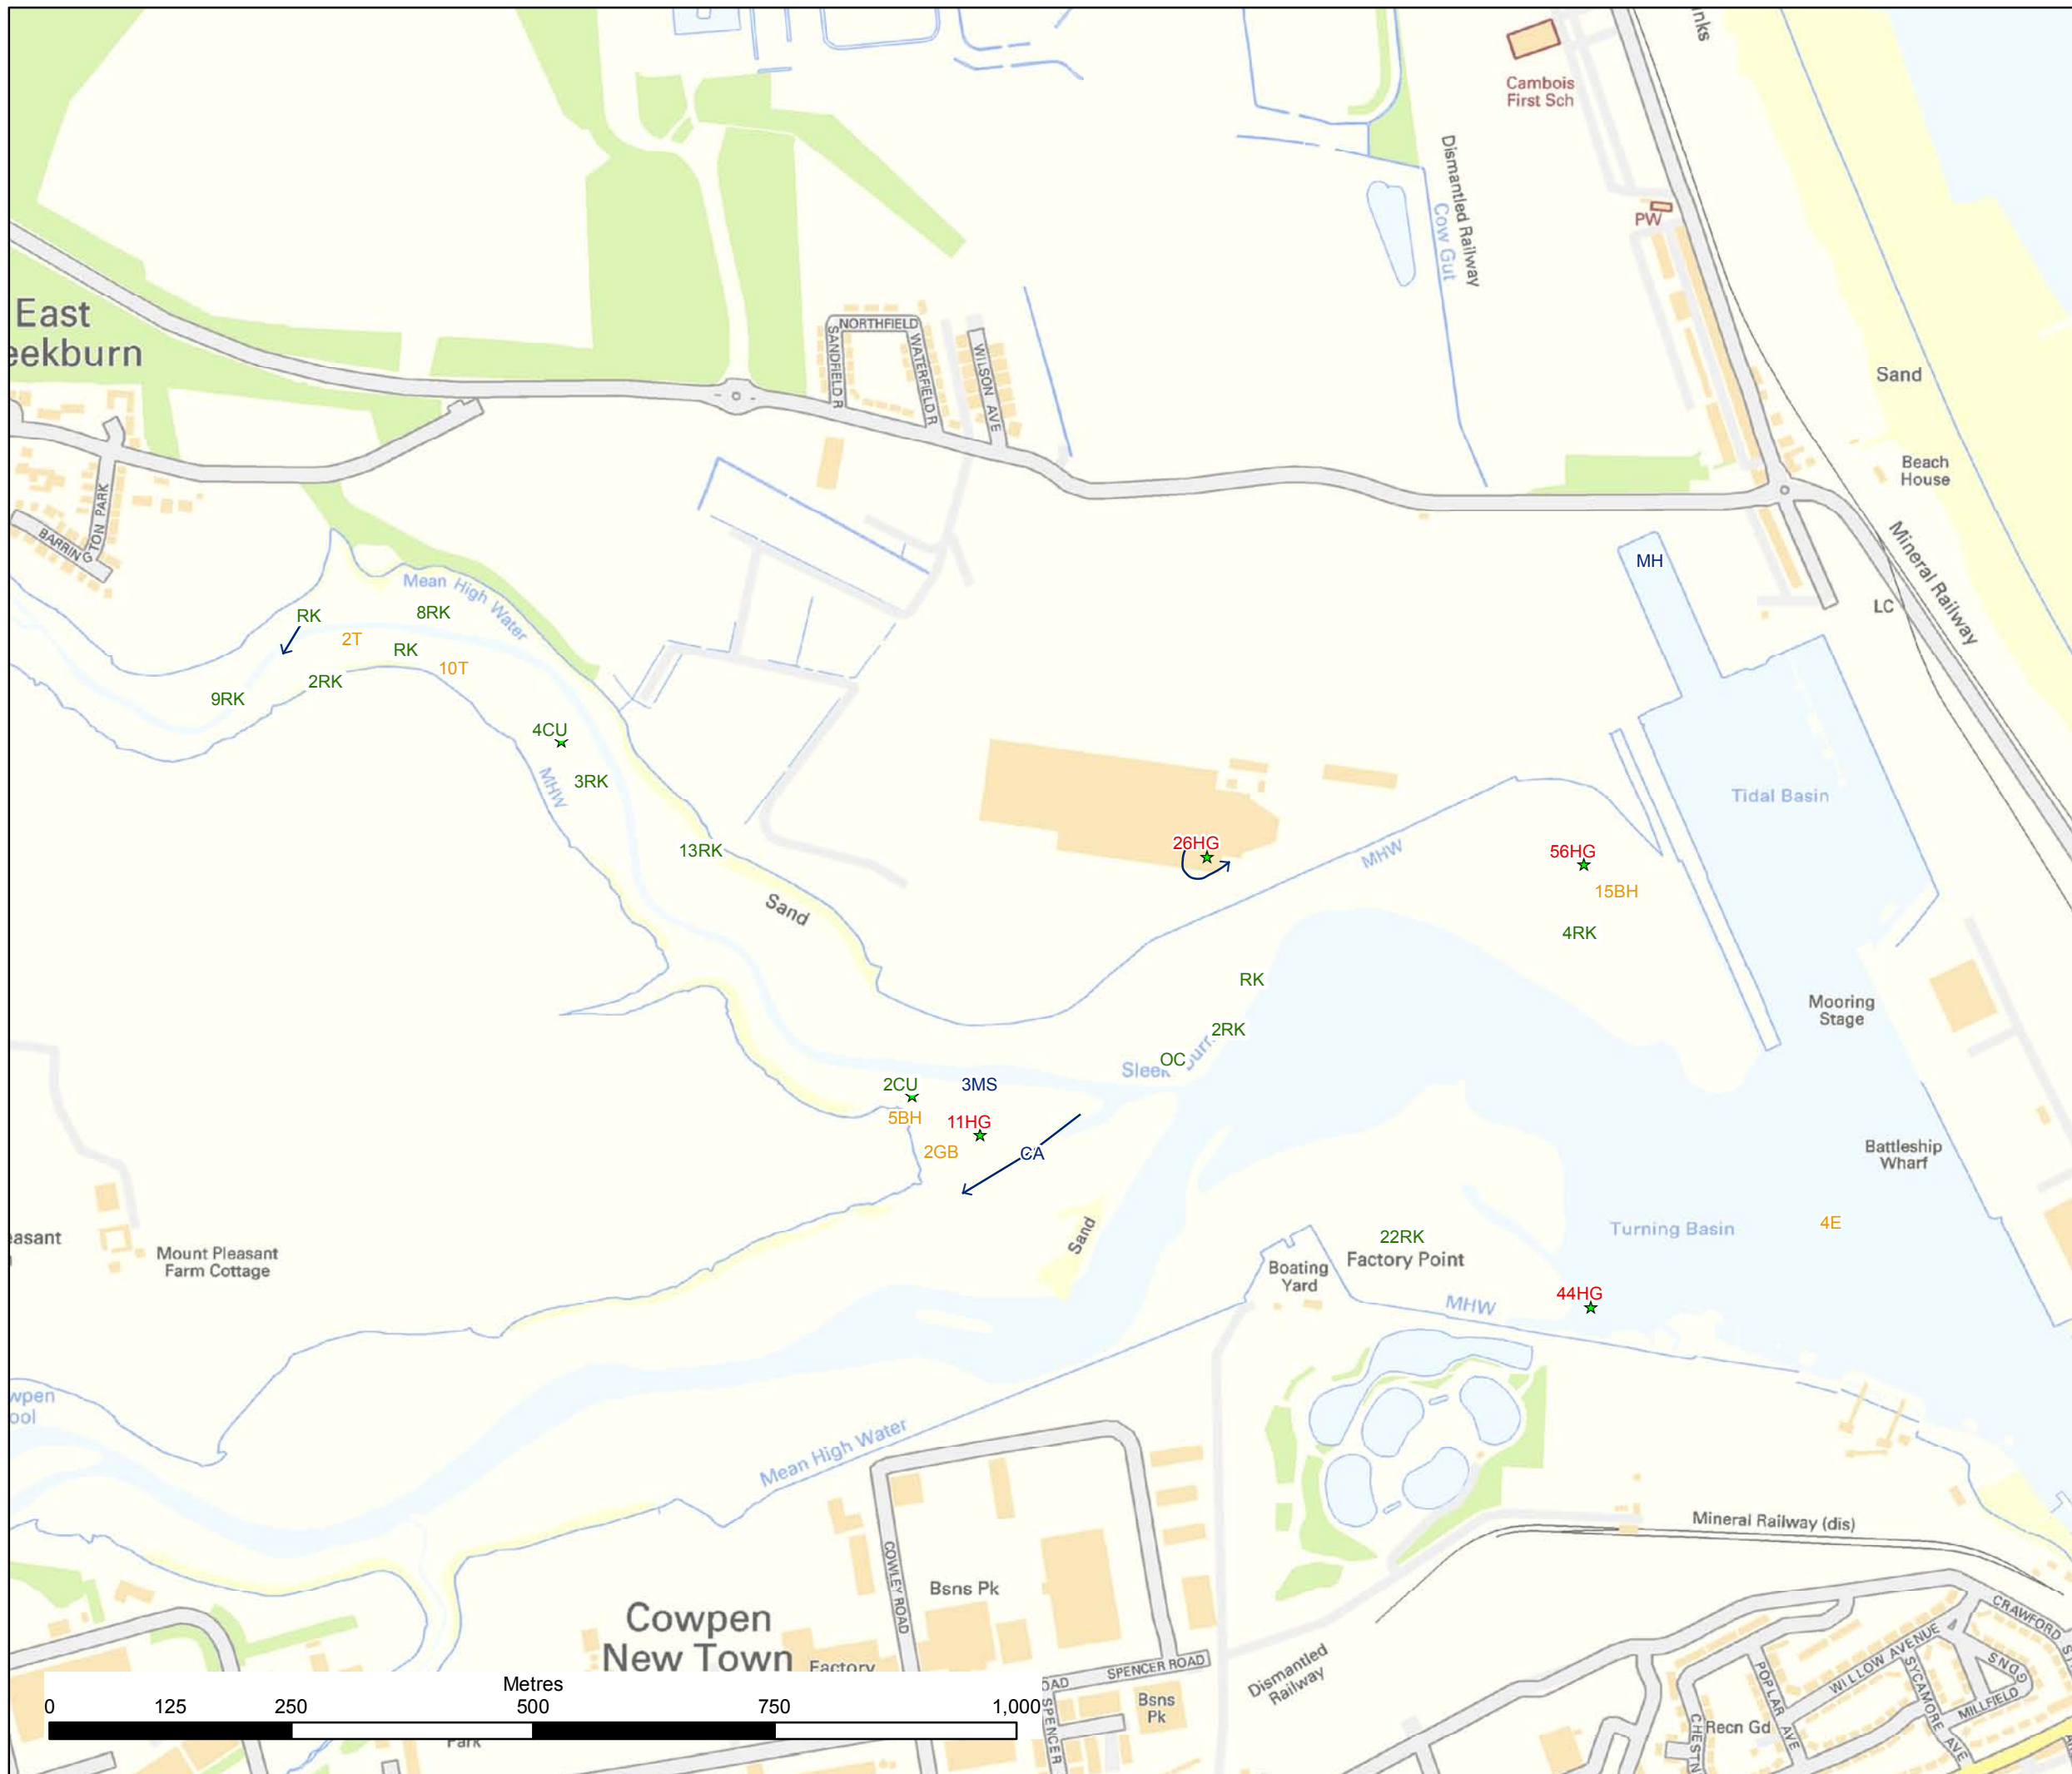 nks
Cambois
First Sch
Dismantled Railway
Cow Gut
PW
East
eekburn
NORTHFIELD
SANDFIELD R
WATERFIELD R
WILSON AVE
Sand
Beach
House
BARRINGTON PARK
Mineral Railway
MH
LC
Mean High Water
RK
8RK
2T
RK
10T
2RK
9RK
4CU
3RK
MHW
Tidal Basin
13RK
26HG
MHW
56HG
15BH
Sand
4RK
RK
Mooring
Stage
2RK
OC
Sleek
urn
2CU
3MS
5BH
11HG
2GB
CA
Battleship
Wharf
4E
Turning Basin
Sand
22RK
Factory Point
easant
Mount Pleasant
Farm Cottage
Boating
Yard
44HG
MHW
wpen
ool
Mean High Water
Mineral Railway (dis)
COWLEY ROAD
Bsns Pk
Cowpen
New Town
Factory
CRAWFORD ST
WILLOW AVENUE
GDNS
SPENCER ROAD
Dismantled
Railway
POPLAR AVE
SYCAMORE AVE
MILLFIELD
Metres
0 125 250 500 750 1,000
OAD
SPENCER
Bsns
Pk
CHESTN
Recn Gd
Park